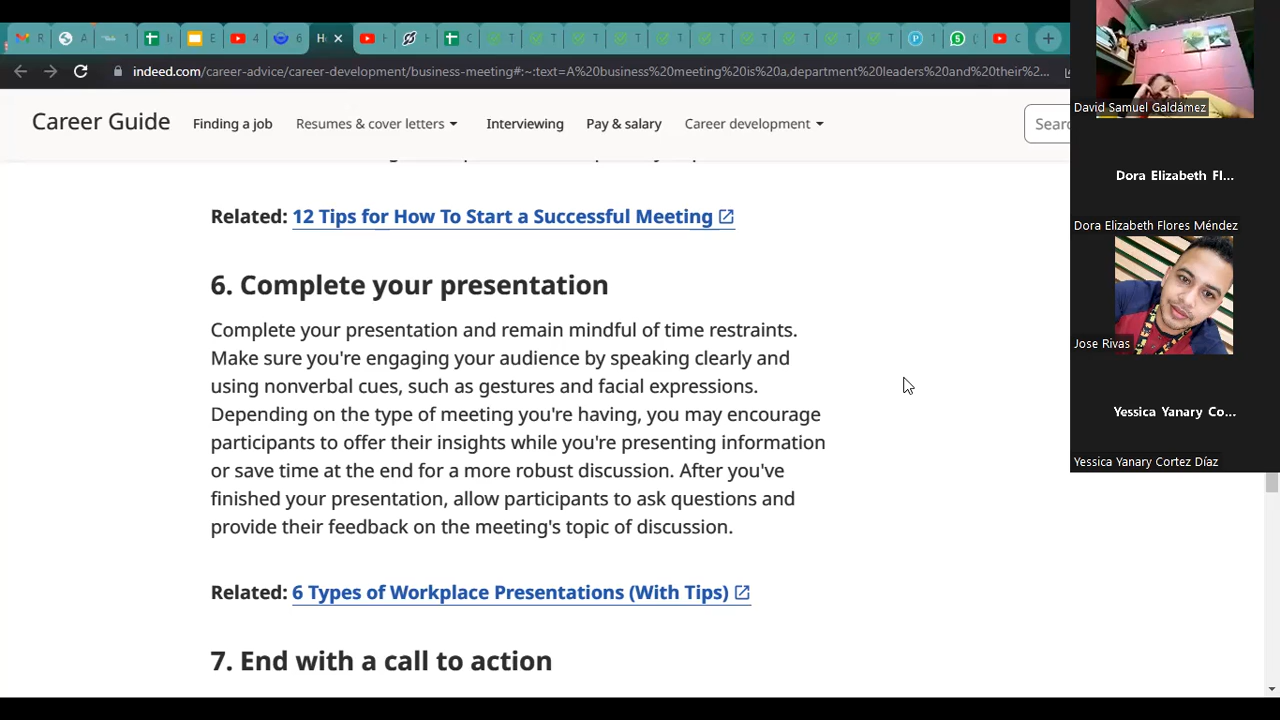 indeed.com/career-advice/career-development/business-meeting#:~:text=A%20business%20meeting%20is%20a,department%20leaders%20and%20their%20...
Career Guide
Finding a job
Resumes & cover letters
Interviewing
Pay & salary
Career development
Sear
Related: 12 Tips for How To Start a Successful Meeting
6. Complete your presentation
Complete your presentation and remain mindful of time restraints.
Make sure you're engaging your audience by speaking clearly and
using nonverbal cues, such as gestures and facial expressions.
Depending on the type of meeting you're having, you may encourage
participants to offer their insights while you're presenting information
or save time at the end for a more robust discussion. After you've
finished your presentation, allow participants to ask questions and
provide their feedback on the meeting's topic of discussion.
Related: 6 Types of Workplace Presentations (With Tips)
7. End with a call to action
David Samuel Galdámez
Dora Elizabeth Fl...
Dora Elizabeth Flores Méndez
Jose Rivas
Yessica Yanary Co...
Yessica Yanary Cortez Díaz